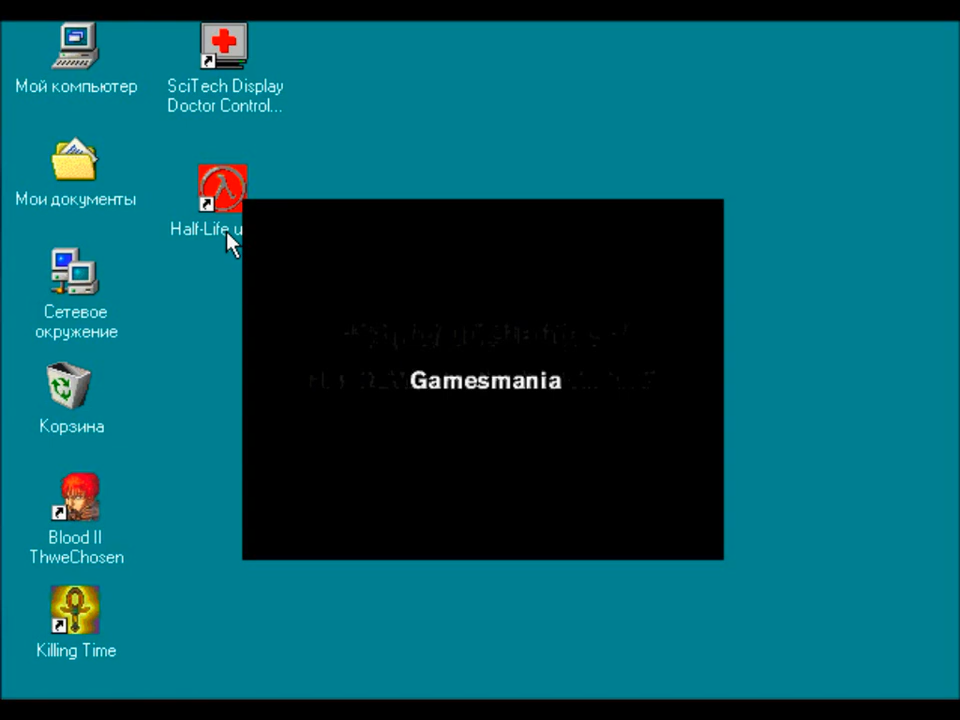 Мой компьютер
SciTech Display
Doctor Control...
Мои документы
Half-Life u
Сетевое
окружение
Gamesmania
Корзина
Blood II
ThweChosen
Killing Time